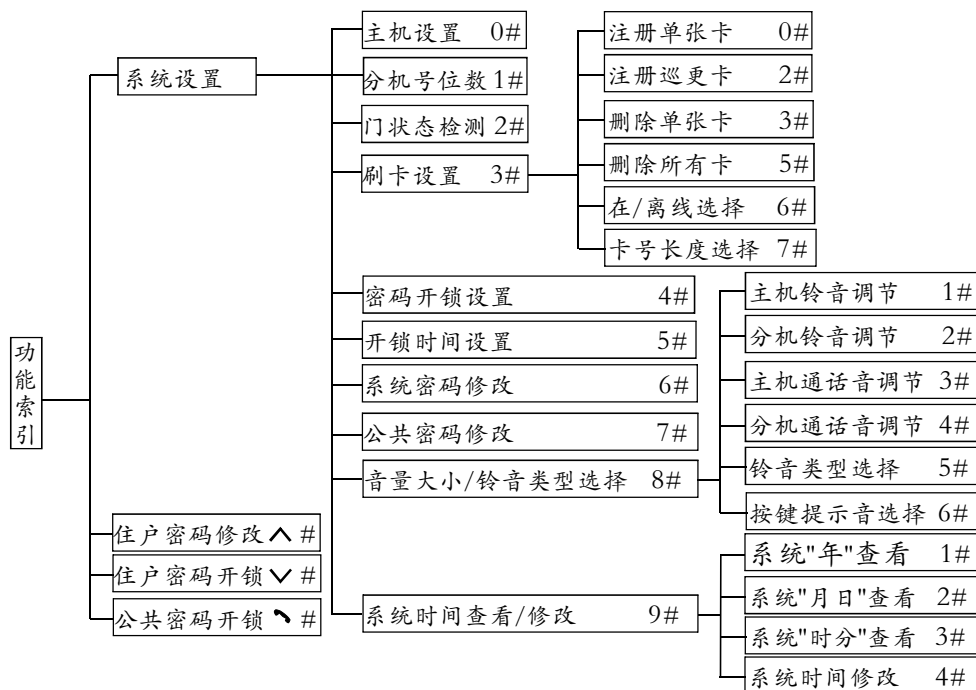 功能索引
系统设置
主机设置 0#
分机号位数 1#
门状态检测 2#
刷卡设置 3#
注册单张卡 0#
注册巡更卡 2#
删除单张卡 3#
删除所有卡 5#
在/离线选择 6#
卡号长度选择 7#
密码开锁设置 4#
开锁时间设置 5#
系统密码修改 6#
公共密码修改 7#
音量大小/铃音类型选择 8#
主机铃音调节 1#
分机铃音调节 2#
主机通话音调节 3#
分机通话音调节 4#
铃音类型选择 5#
按键提示音选择 6#
系统时间查看/修改 9#
系统"年"查看 1#
系统"月日"查看 2#
系统"时分"查看 3#
系统时间修改 4#
住户密码修改 ∧ #
住户密码开锁 ∨ #
公共密码开锁 #